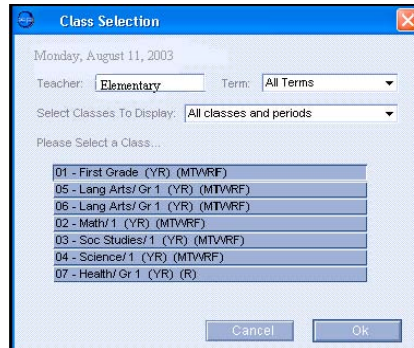 Class Selection
Monday, August 11, 2003
Teacher: Elementary Term: All Terms
Select Classes To Display: All classes and periods
Please Select a Class...
01 - First Grade (YR) (MTWRF)
05 - Lang Arts/ Gr 1 (YR) (MTWRF)
06 - Lang Arts/ Gr 1 (YR) (MTWRF)
02 - Math/ 1 (YR) (MTWRF)
03 - Soc Studies/ 1 (YR) (MTWRF)
04 - Science/ 1 (YR) (MTWRF)
07 - Health/ Gr 1 (YR) (R)
Cancel Ok